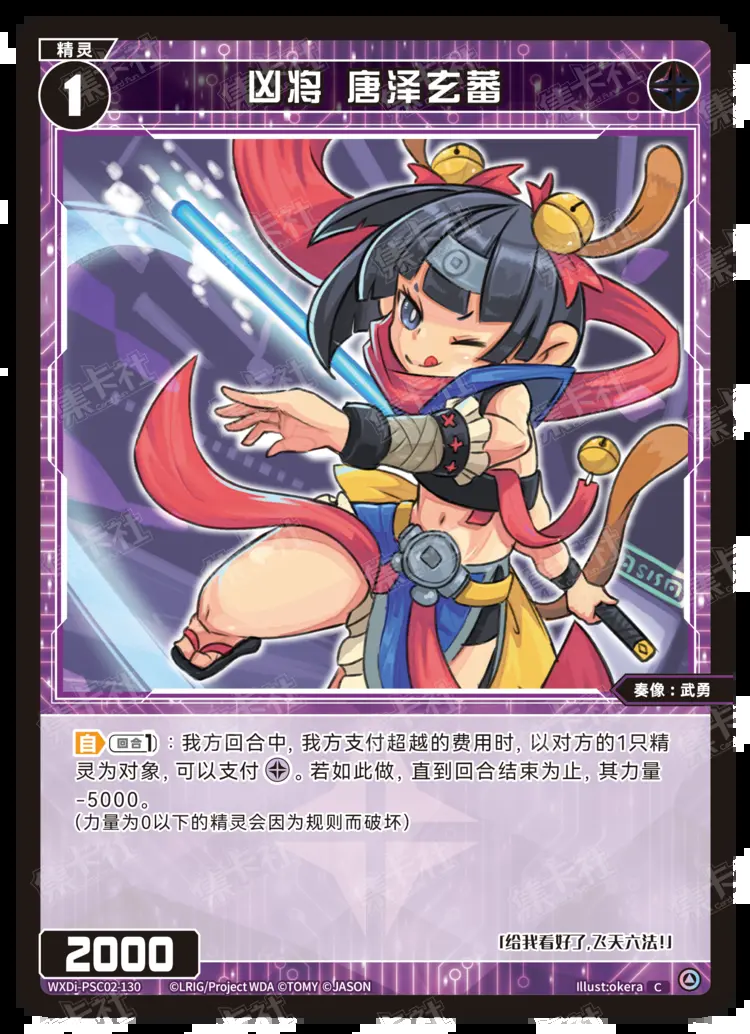 精灵
1
凶将 唐泽玄蕃
奏像：武勇
自 回合1：我方回合中, 我方支付超越的费用时, 以对方的1只精
灵为对象, 可以支付。若如此做, 直到回合结束为止, 其力量
-5000。
(力量为0以下的精灵会因为规则而破坏)
「给我看好了,飞天六法!」
2000
WXDi-PSC02-130 ©LRIG/Project WDA ©TOMY ©JASON Illust:okera C
集卡社